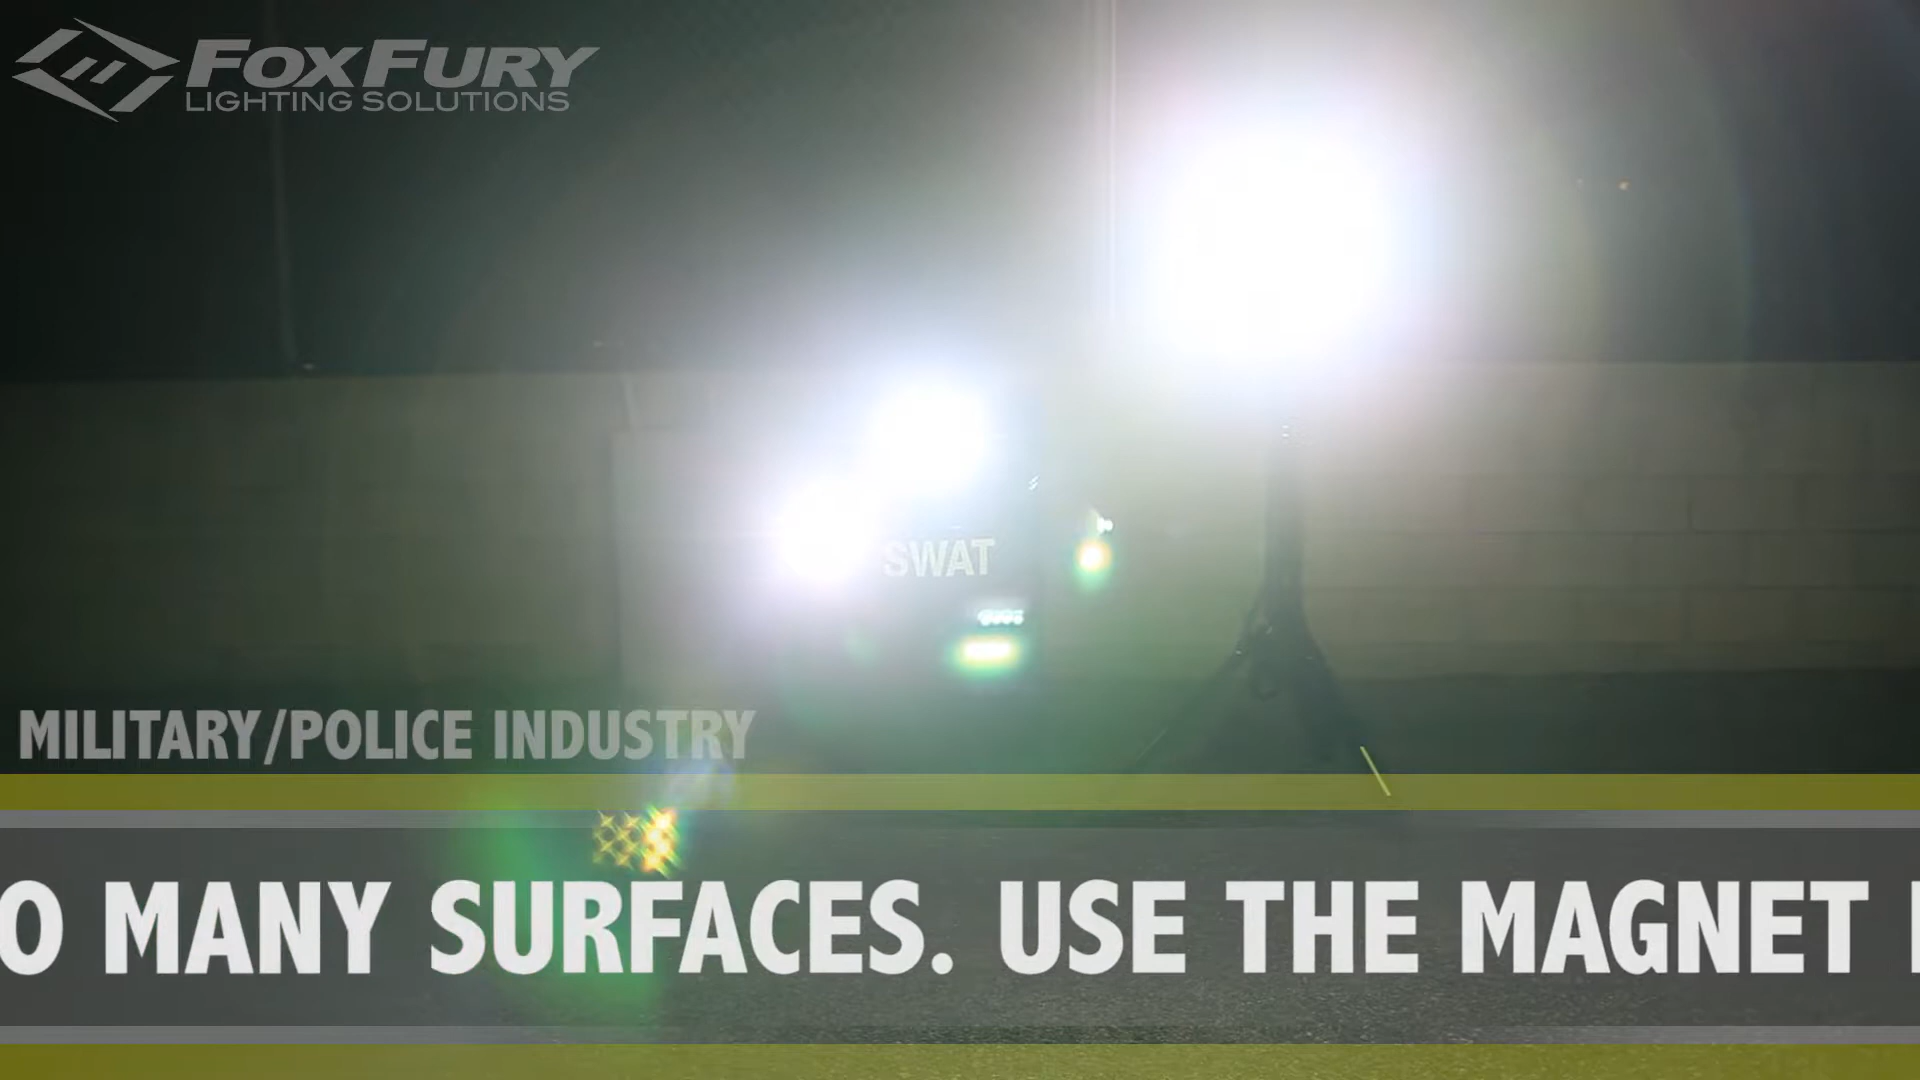 FOXFURY
LIGHTING SOLUTIONS
SWAT
MILITARY/POLICE INDUSTRY
O MANY SURFACES. USE THE MAGNET